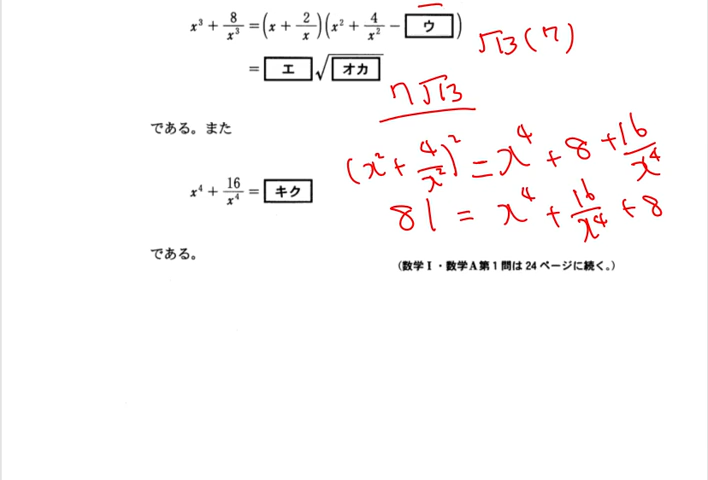 x³ + 8/x³ = (x + 2/x)(x² + 4/x² − ウ)
√13(7)
= エ √オカ
7√13
である。また
(x² + 4/x²)² = x⁴ + 8 + 16/x⁴
x⁴ + 16/x⁴ = キク
81 = x⁴ + 16/x⁴ + 8
である。
(数学Ⅰ・数学A第1問は24ページに続く。)